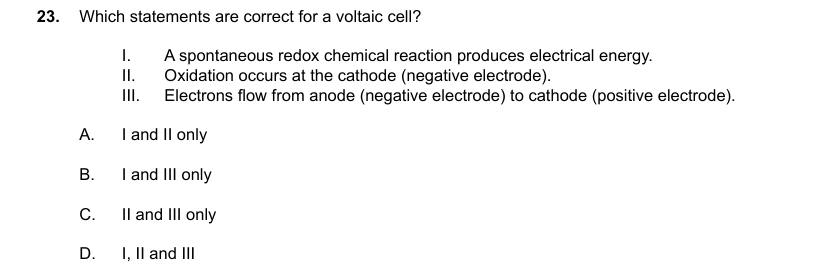 23. Which statements are correct for a voltaic cell?
I. A spontaneous redox chemical reaction produces electrical energy.
II. Oxidation occurs at the cathode (negative electrode).
III. Electrons flow from anode (negative electrode) to cathode (positive electrode).
A. I and II only
B. I and III only
C. II and III only
D. I, II and III